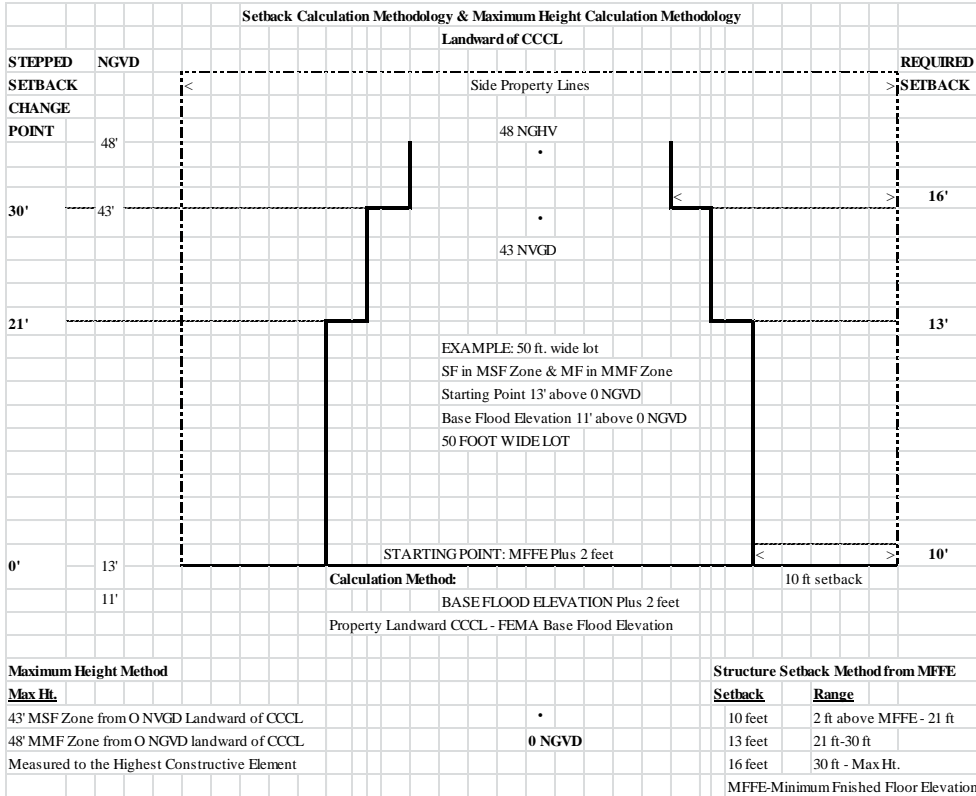 Setback Calculation Methodology & Maximum Height Calculation Methodology
Landward of CCCL
STEPPED NGVD REQUIRED
SETBACK < Side Property Lines > SETBACK
CHANGE
POINT 48 NGHV
48'
30' 43' < > 16'
43 NVGD
21' 13'
EXAMPLE: 50 ft. wide lot
SF in MSF Zone & MF in MMF Zone
Starting Point 13' above 0 NGVD
Base Flood Elevation 11' above 0 NGVD
50 FOOT WIDE LOT
STARTING POINT: MFFE Plus 2 feet < > 10'
0' 13' Calculation Method: 10 ft setback
11' BASE FLOOD ELEVATION Plus 2 feet
Property Landward CCCL - FEMA Base Flood Elevation
Maximum Height Method Structure Setback Method from MFFE
Max Ht. Setback Range
43' MSF Zone from O NVGD Landward of CCCL 10 feet 2 ft above MFFE - 21 ft
48' MMF Zone from O NGVD landward of CCCL 0 NGVD 13 feet 21 ft-30 ft
Measured to the Highest Constructive Element 16 feet 30 ft - Max Ht.
MFFE-Minimum Fnished Floor Elevation